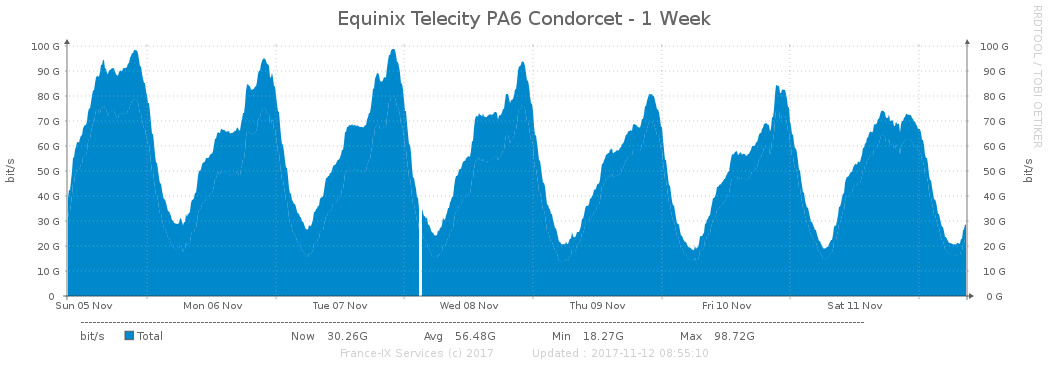 Equinix Telecity PA6 Condorcet - 1 Week
RRDTOOL / TOBI OETIKER
100 G 100 G
90 G 90 G
80 G 80 G
70 G 70 G
60 G 60 G
50 G 50 G
40 G 40 G
30 G 30 G
20 G 20 G
10 G 10 G
0 0 G
bit/s bit/s
Sun 05 Nov Mon 06 Nov Tue 07 Nov Wed 08 Nov Thu 09 Nov Fri 10 Nov Sat 11 Nov
bit/s Total Now 30.26G Avg 56.48G Min 18.27G Max 98.72G
France-IX Services (c) 2017 Updated : 2017-11-12 08:55:10